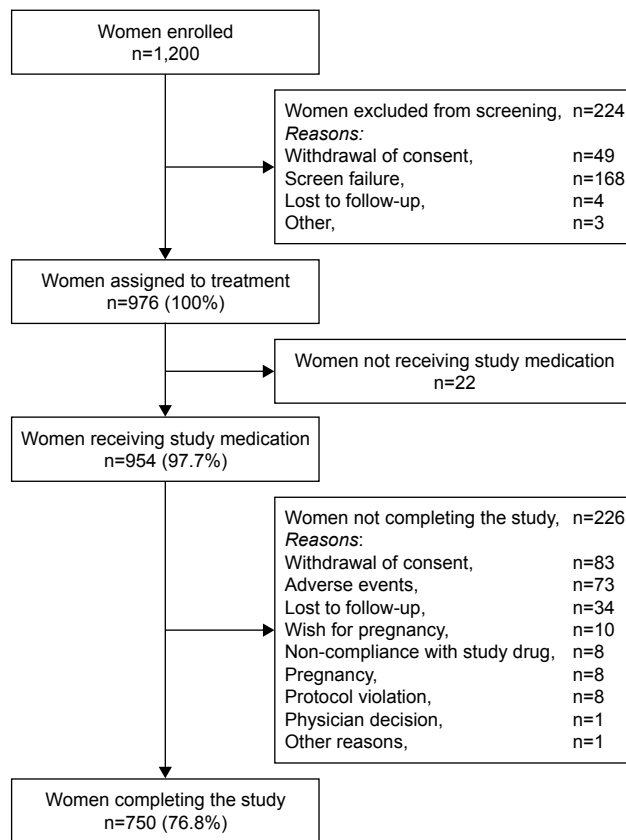 Women enrolled
n=1,200
Women excluded from screening, n=224
Reasons:
Withdrawal of consent, n=49
Screen failure, n=168
Lost to follow-up, n=4
Other, n=3
Women assigned to treatment
n=976 (100%)
Women not receiving study medication
n=22
Women receiving study medication
n=954 (97.7%)
Women not completing the study, n=226
Reasons:
Withdrawal of consent, n=83
Adverse events, n=73
Lost to follow-up, n=34
Wish for pregnancy, n=10
Non-compliance with study drug, n=8
Pregnancy, n=8
Protocol violation, n=8
Physician decision, n=1
Other reasons, n=1
Women completing the study
n=750 (76.8%)